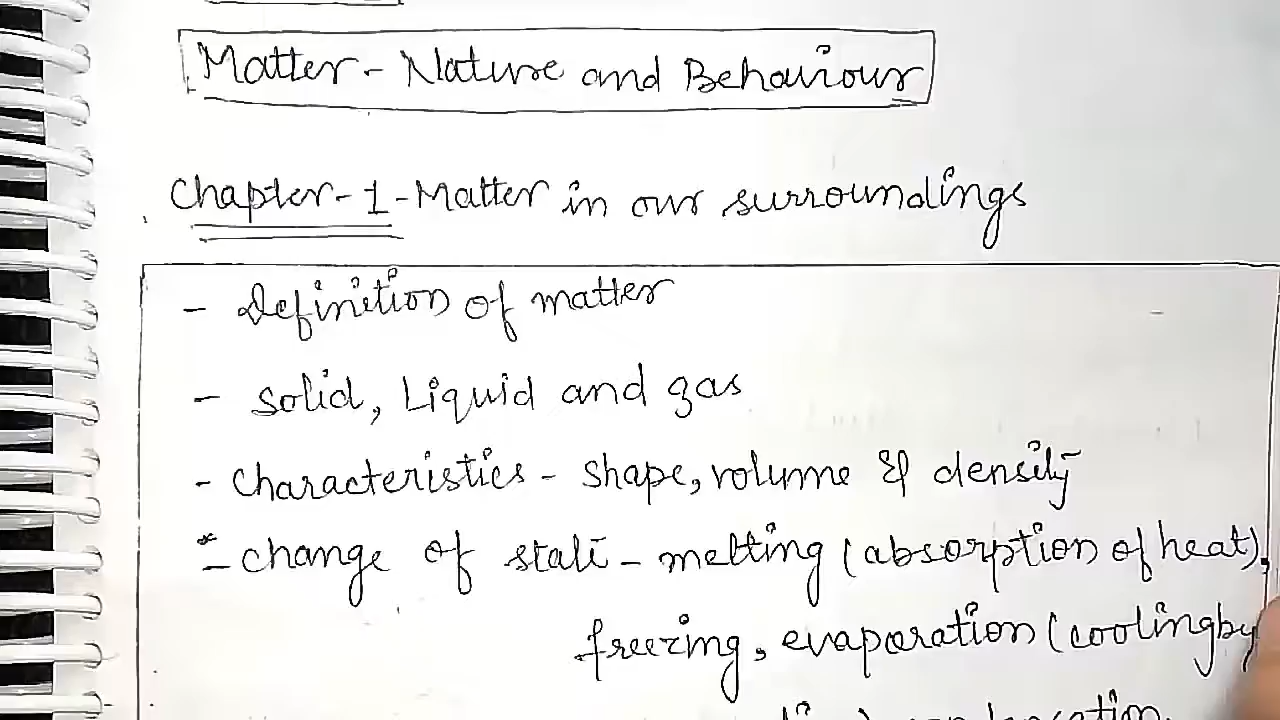 Matter - Nature and Behaviour
Chapter-1-Matter in our surroundings
- Definition of matter
- Solid, Liquid and gas
- Characteristics - shape, volume & density
* - change of state - melting (absorption of heat),
freezing, evaporation (cooling by